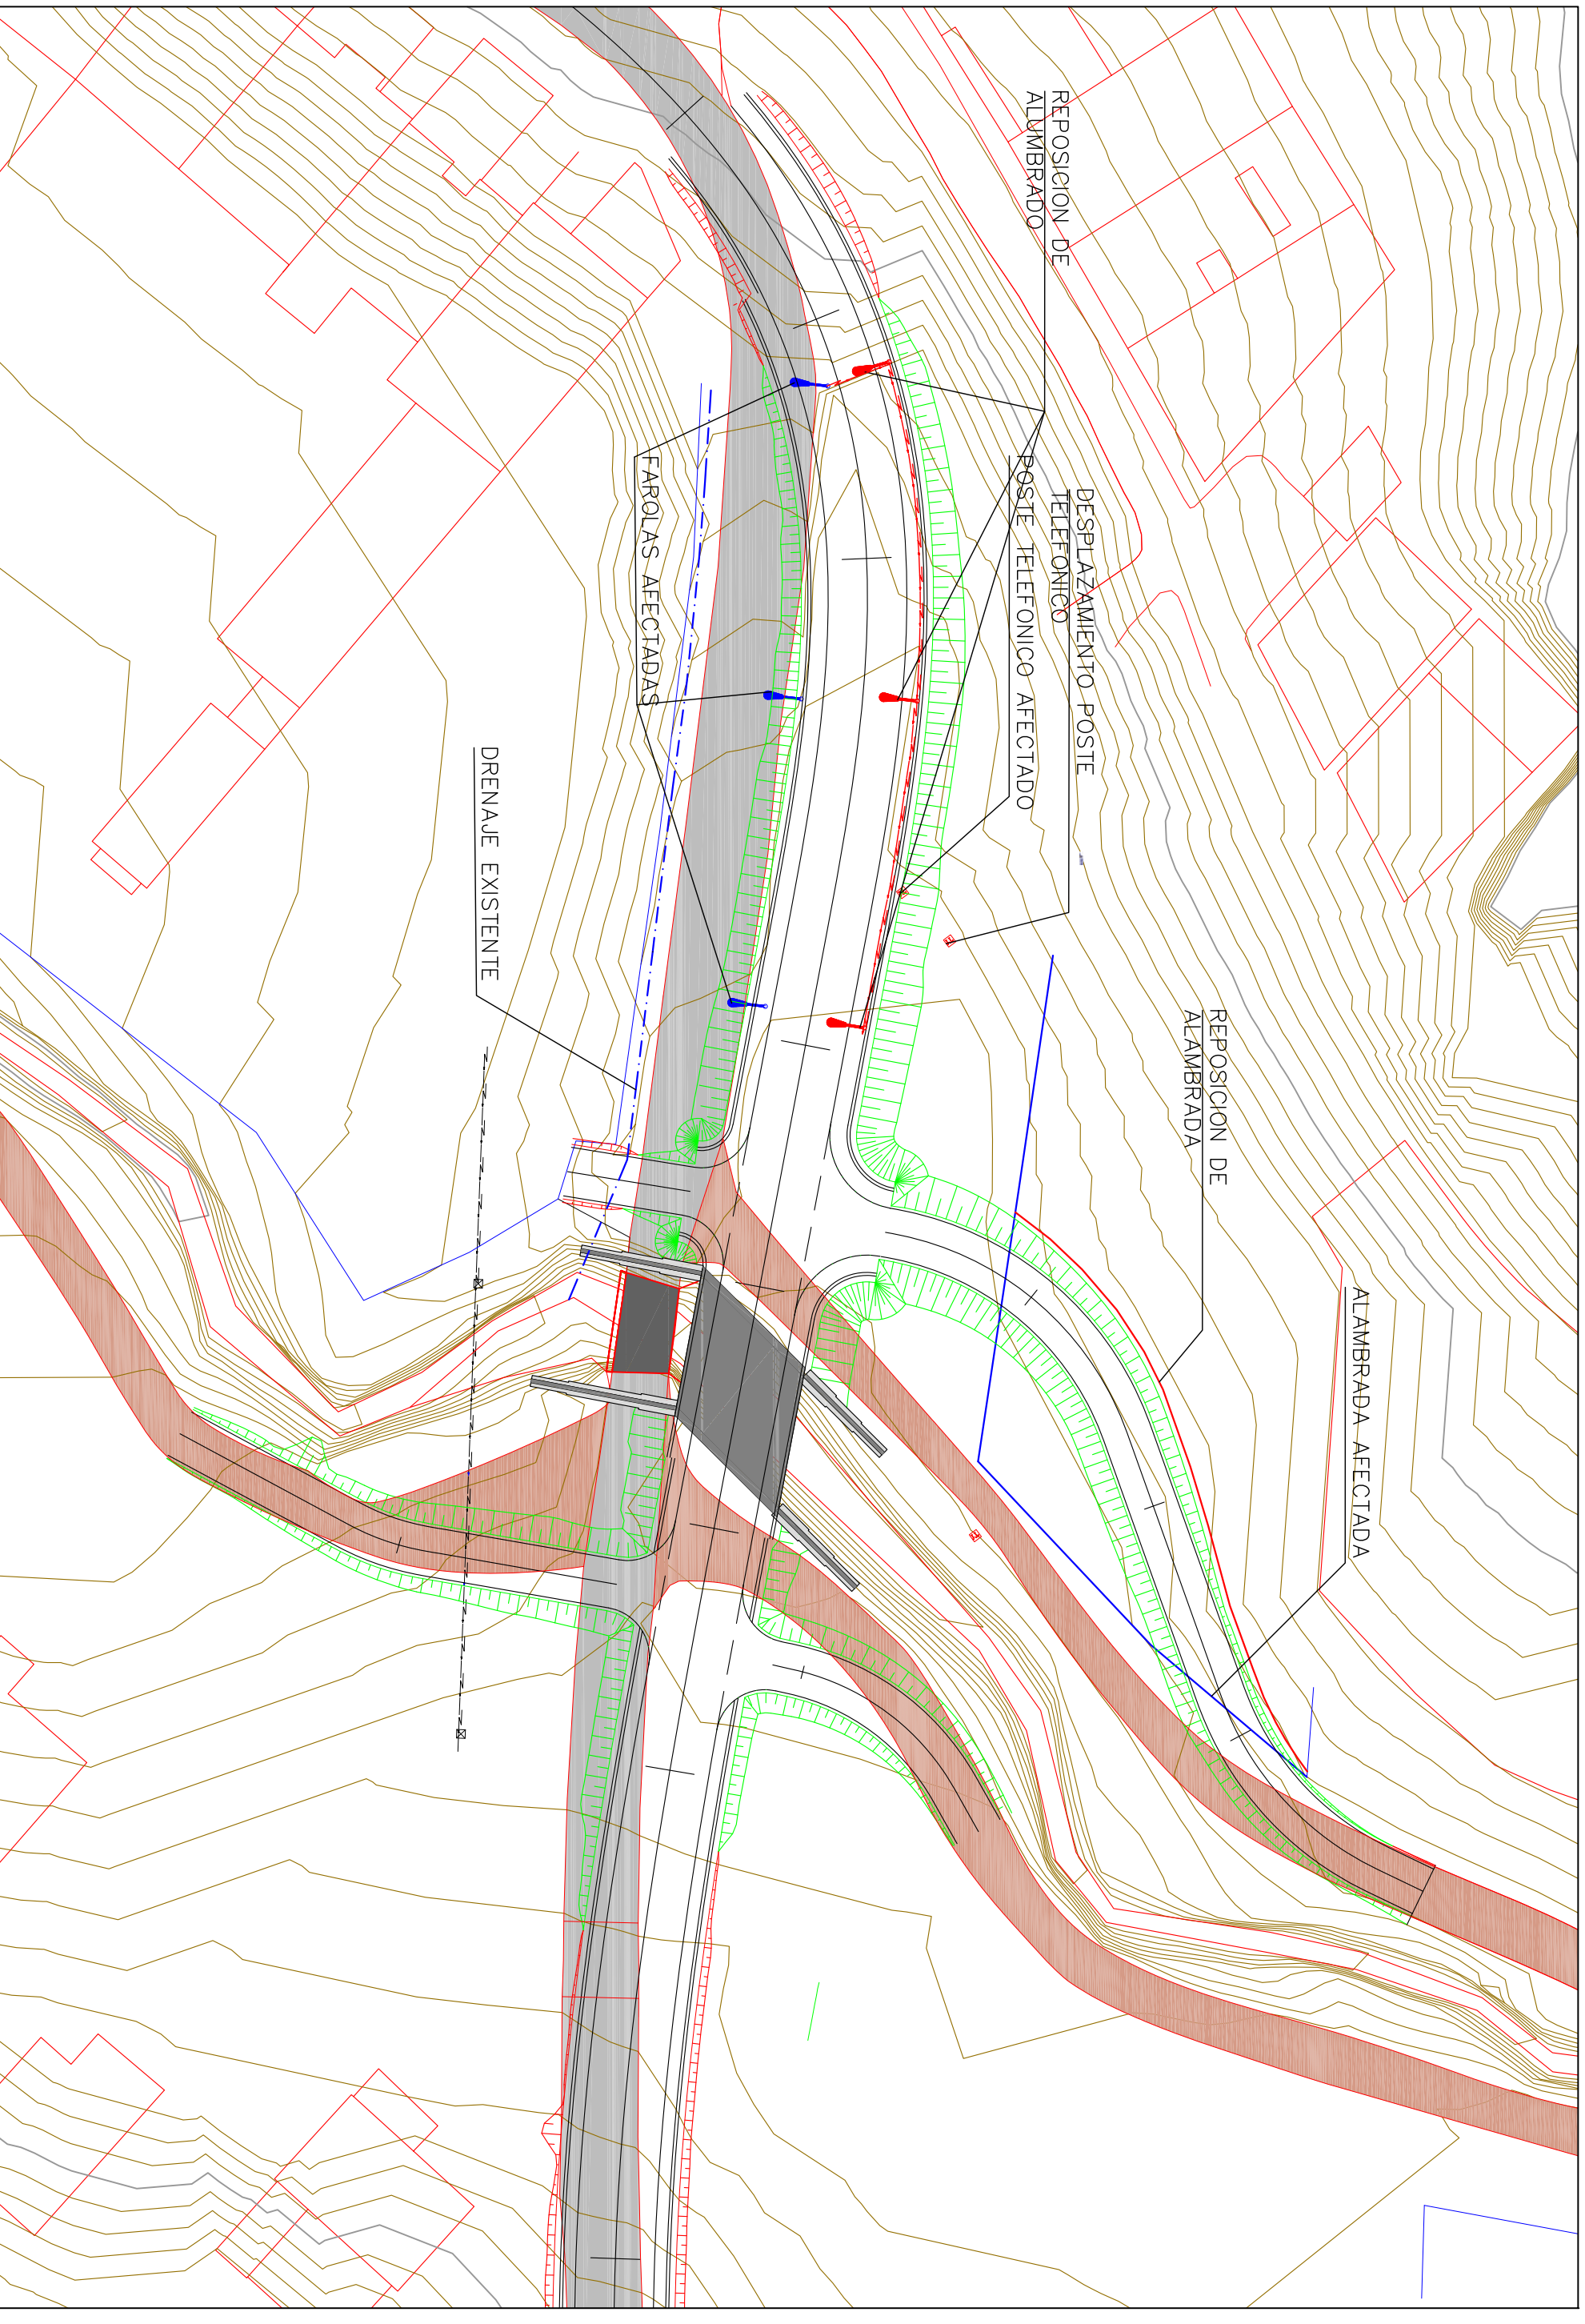 REPOSICION DE
ALUMBRADO
DESPLAZAMIENTO POSTE
TELEFONICO
POSTE TELEFONICO AFECTADO
FAROLAS AFECTADAS
DRENAJE EXISTENTE
REPOSICION DE
ALAMBRADA
ALAMBRADA AFECTADA